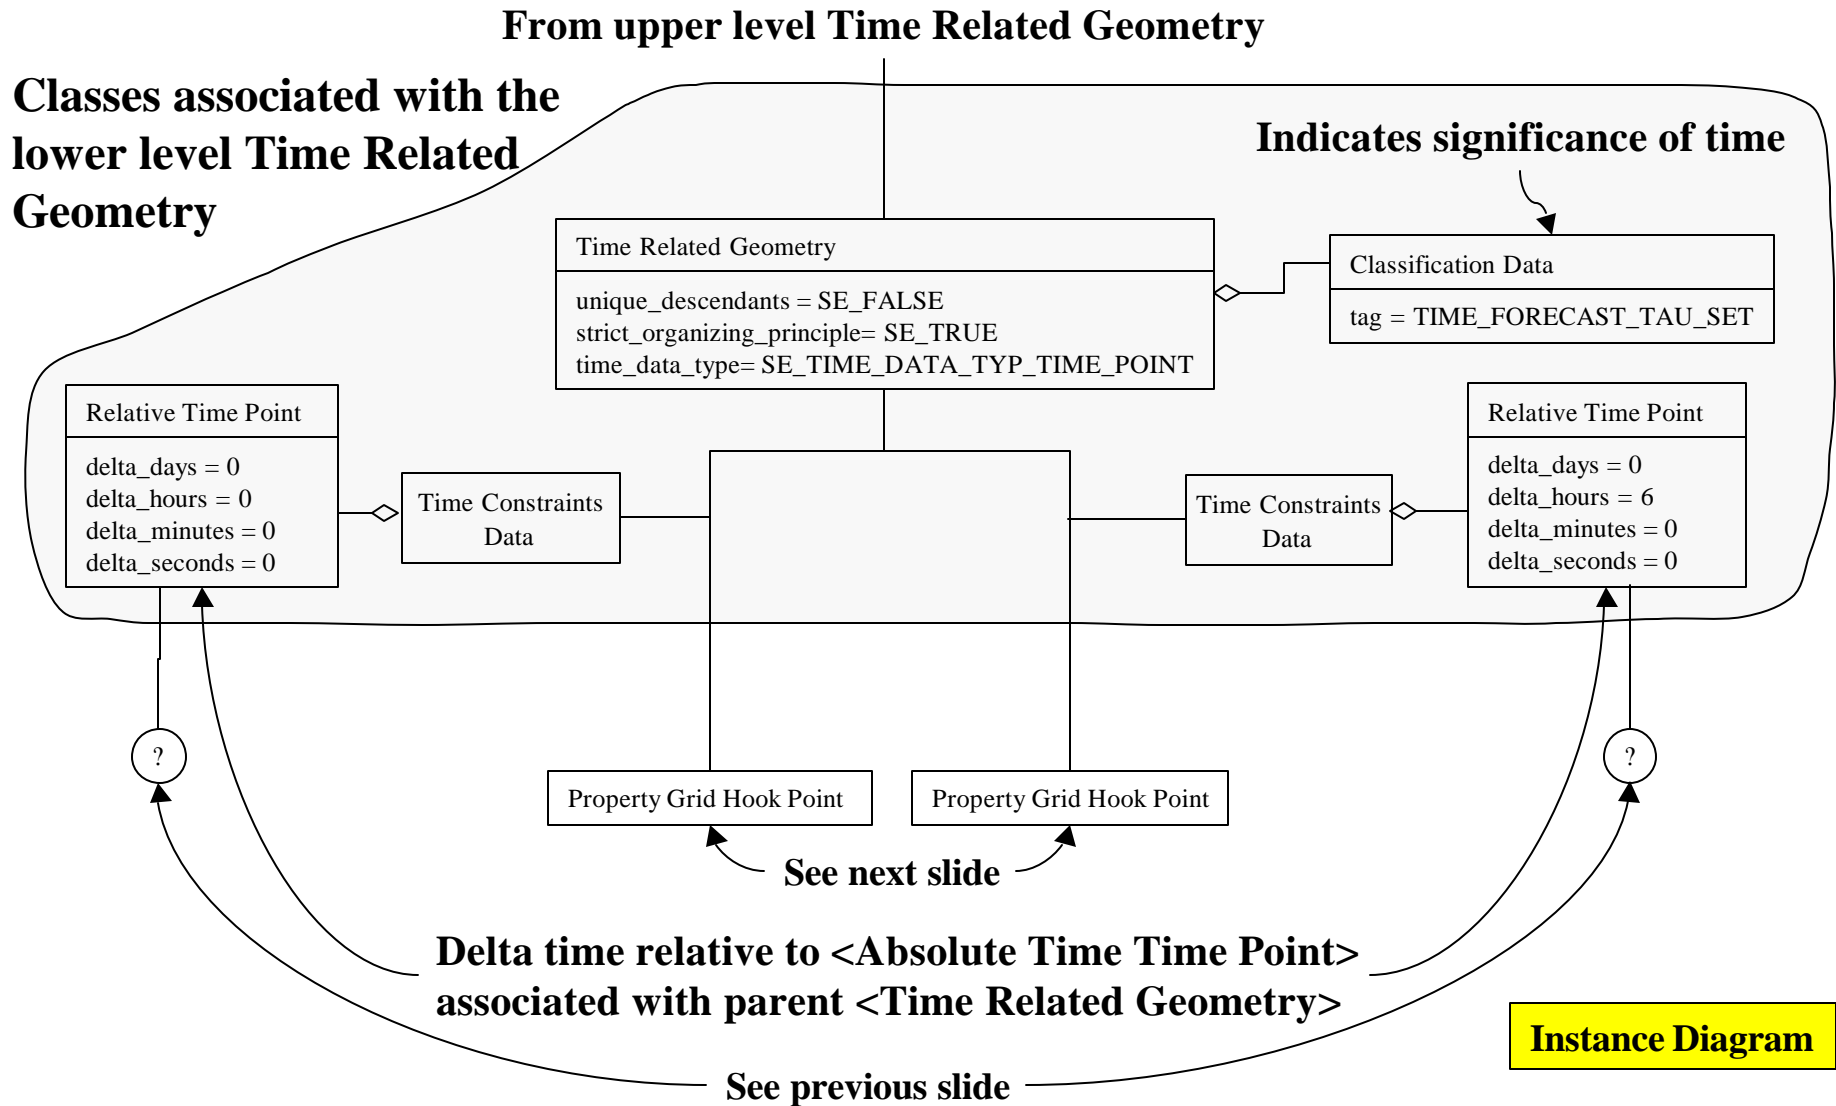 From upper level Time Related Geometry
Classes associated with the
lower level Time Related
Geometry
Indicates significance of time
Time Related Geometry
unique_descendants = SE_FALSE
strict_organizing_principle= SE_TRUE
time_data_type= SE_TIME_DATA_TYP_TIME_POINT
Classification Data
tag = TIME_FORECAST_TAU_SET
Relative Time Point
delta_days = 0
delta_hours = 0
delta_minutes = 0
delta_seconds = 0
Time Constraints
Data
Time Constraints
Data
Relative Time Point
delta_days = 0
delta_hours = 6
delta_minutes = 0
delta_seconds = 0
?
?
Property Grid Hook Point
Property Grid Hook Point
See next slide
Delta time relative to <Absolute Time Time Point>
associated with parent <Time Related Geometry>
Instance Diagram
See previous slide